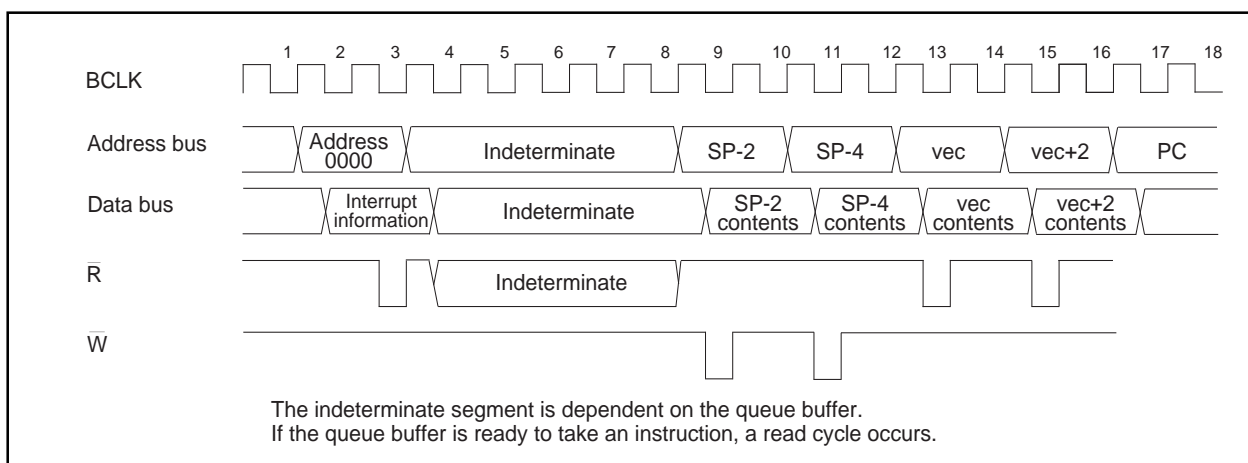 1 2 3 4 5 6 7 8 9 10 11 12 13 14 15 16 17 18
BCLK
Address bus
Address
0000
Indeterminate
SP-2
SP-4
vec
vec+2
PC
Data bus
Interrupt
information
Indeterminate
SP-2
contents
SP-4
contents
vec
contents
vec+2
contents
R̅
Indeterminate
W̅
The indeterminate segment is dependent on the queue buffer.
If the queue buffer is ready to take an instruction, a read cycle occurs.